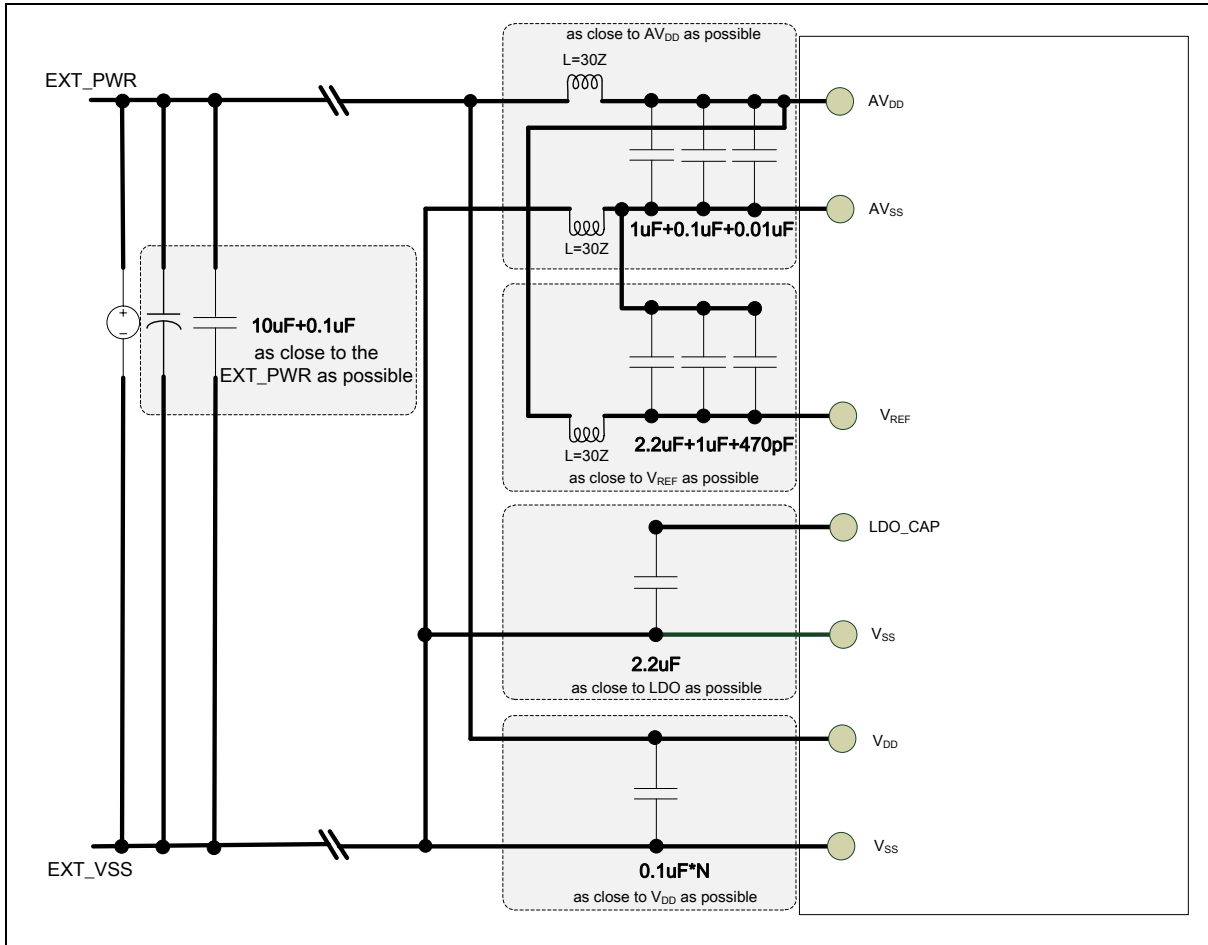 as close to AVDD as possible
L=30Z
EXT_PWR
AVDD
AVSS
1uF+0.1uF+0.01uF
L=30Z
+
-
10uF+0.1uF
as close to the
EXT_PWR as possible
VREF
2.2uF+1uF+470pF
L=30Z
as close to VREF as possible
LDO_CAP
VSS
2.2uF
as close to LDO as possible
VDD
VSS
EXT_VSS
0.1uF*N
as close to VDD as possible